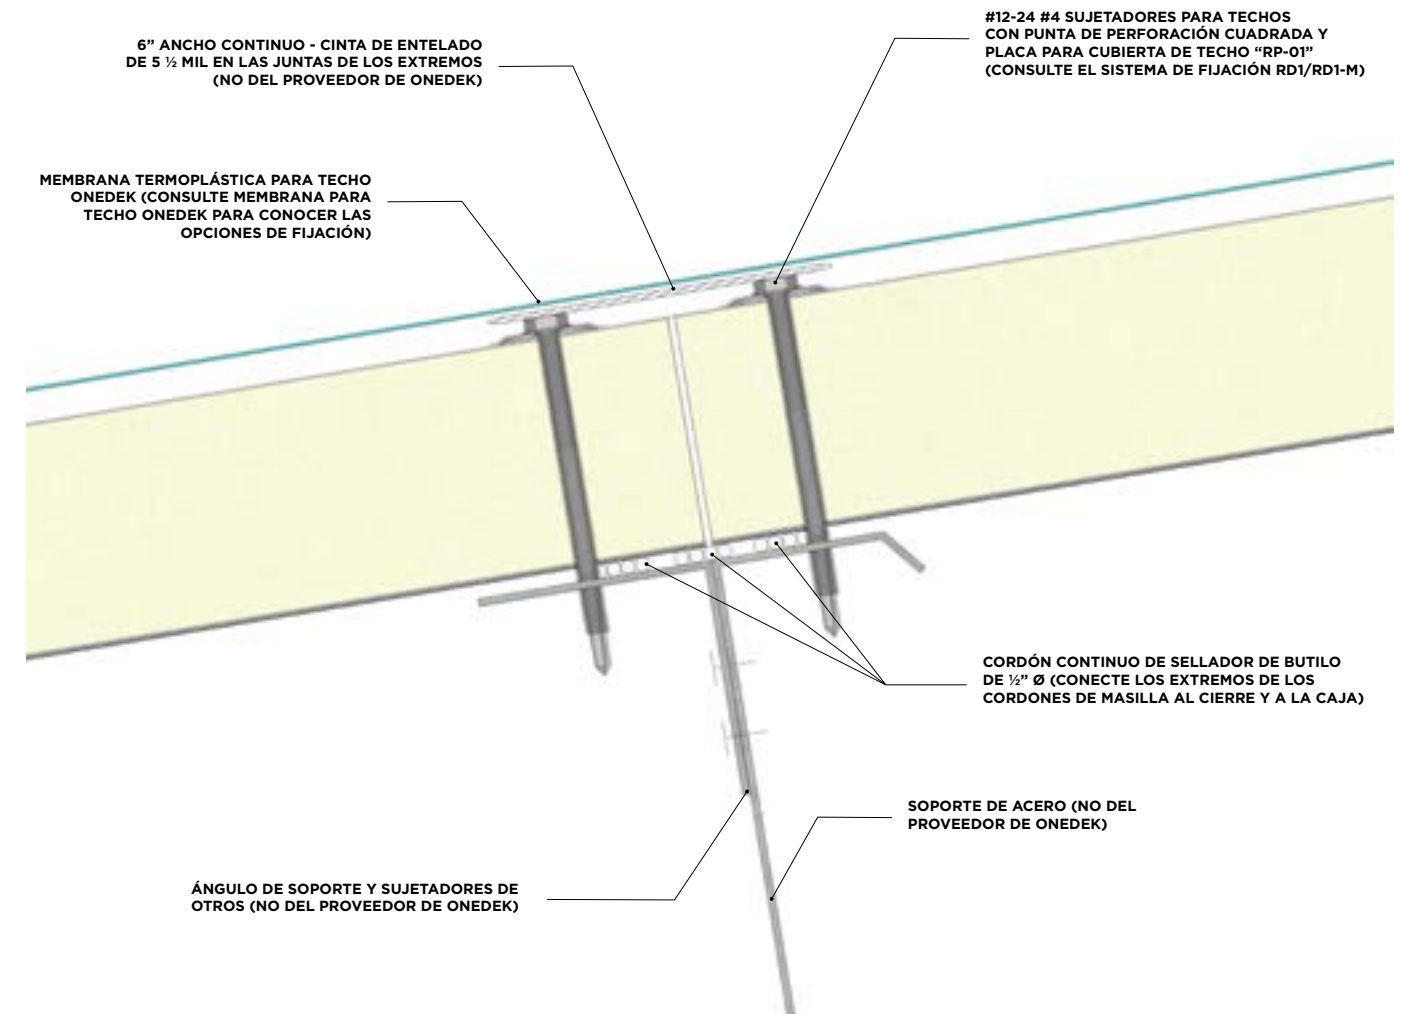 #12-24 #4 SUJETADORES PARA TECHOS
CON PUNTA DE PERFORACIÓN CUADRADA Y
PLACA PARA CUBIERTA DE TECHO “RP-01”
(CONSULTE EL SISTEMA DE FIJACIÓN RD1/RD1-M)
6” ANCHO CONTINUO - CINTA DE ENTELADO
DE 5 ½ MIL EN LAS JUNTAS DE LOS EXTREMOS
(NO DEL PROVEEDOR DE ONEDEK)
MEMBRANA TERMOPLÁSTICA PARA TECHO
ONEDEK (CONSULTE MEMBRANA PARA
TECHO ONEDEK PARA CONOCER LAS
OPCIONES DE FIJACIÓN)
CORDÓN CONTINUO DE SELLADOR DE BUTILO
DE ½” Ø (CONECTE LOS EXTREMOS DE LOS
CORDONES DE MASILLA AL CIERRE Y A LA CAJA)
SOPORTE DE ACERO (NO DEL
PROVEEDOR DE ONEDEK)
ÁNGULO DE SOPORTE Y SUJETADORES DE
OTROS (NO DEL PROVEEDOR DE ONEDEK)